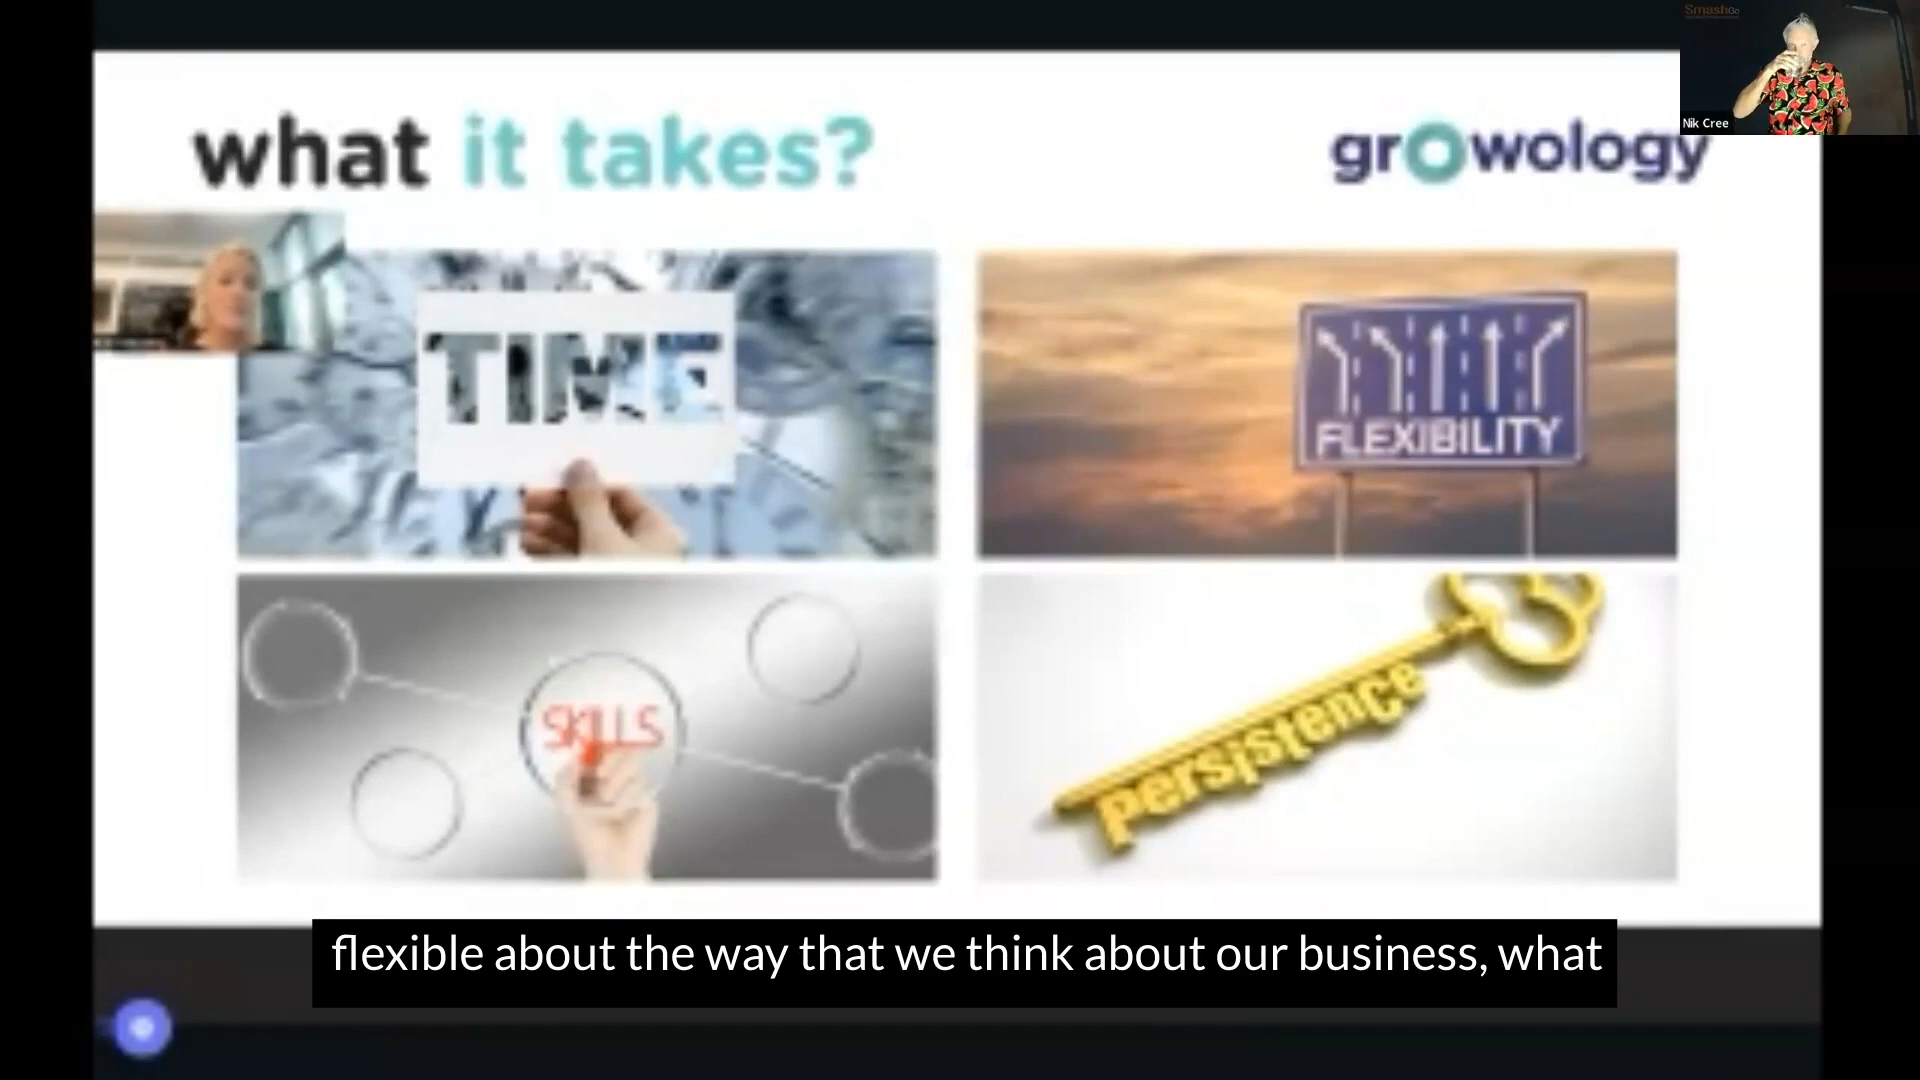 SmashGo
Nik Cree
what it takes?
growology
TIME
FLEXIBILITY
SKILLS
persistence
flexible about the way that we think about our business, what